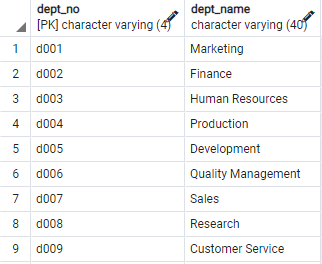 dept_no dept_name
[PK] character varying (4) character varying (40)
1 d001 Marketing
2 d002 Finance
3 d003 Human Resources
4 d004 Production
5 d005 Development
6 d006 Quality Management
7 d007 Sales
8 d008 Research
9 d009 Customer Service